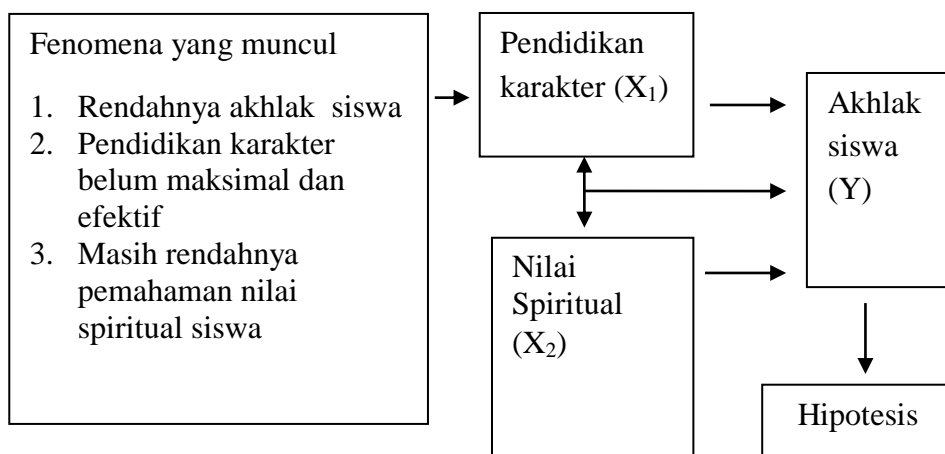 Fenomena yang muncul
1. Rendahnya akhlak siswa
2. Pendidikan karakter
belum maksimal dan
efektif
3. Masih rendahnya
pemahaman nilai
spiritual siswa
Pendidikan
karakter (X₁)
Nilai
Spiritual
(X₂)
Akhlak
siswa
(Y)
Hipotesis